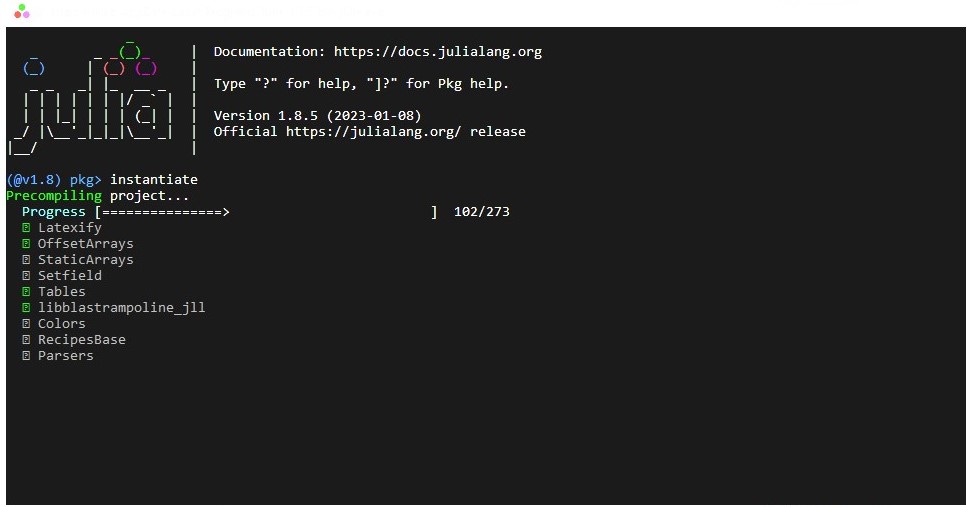 Documentation: https://docs.julialang.org
Type "?" for help, "]?" for Pkg help.
Version 1.8.5 (2023-01-08)
Official https://julialang.org/ release
(@v1.8) pkg> instantiate
Precompiling project...
Progress [===============>                          ]  102/273
Latexify
OffsetArrays
StaticArrays
Setfield
Tables
libblastrampoline_jll
Colors
RecipesBase
Parsers